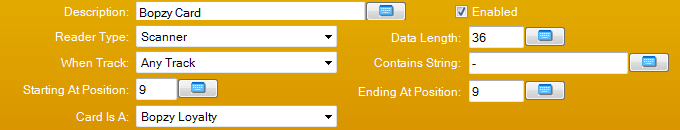 Description: Bopzy Card Enabled
Reader Type: Scanner Data Length: 36
When Track: Any Track Contains String: -
Starting At Position: 9 Ending At Position: 9
Card Is A: Bopzy Loyalty